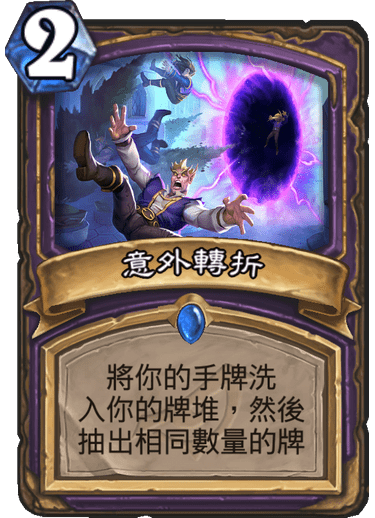 2
意外轉折
將你的手牌洗
入你的牌堆，然後
抽出相同數量的牌